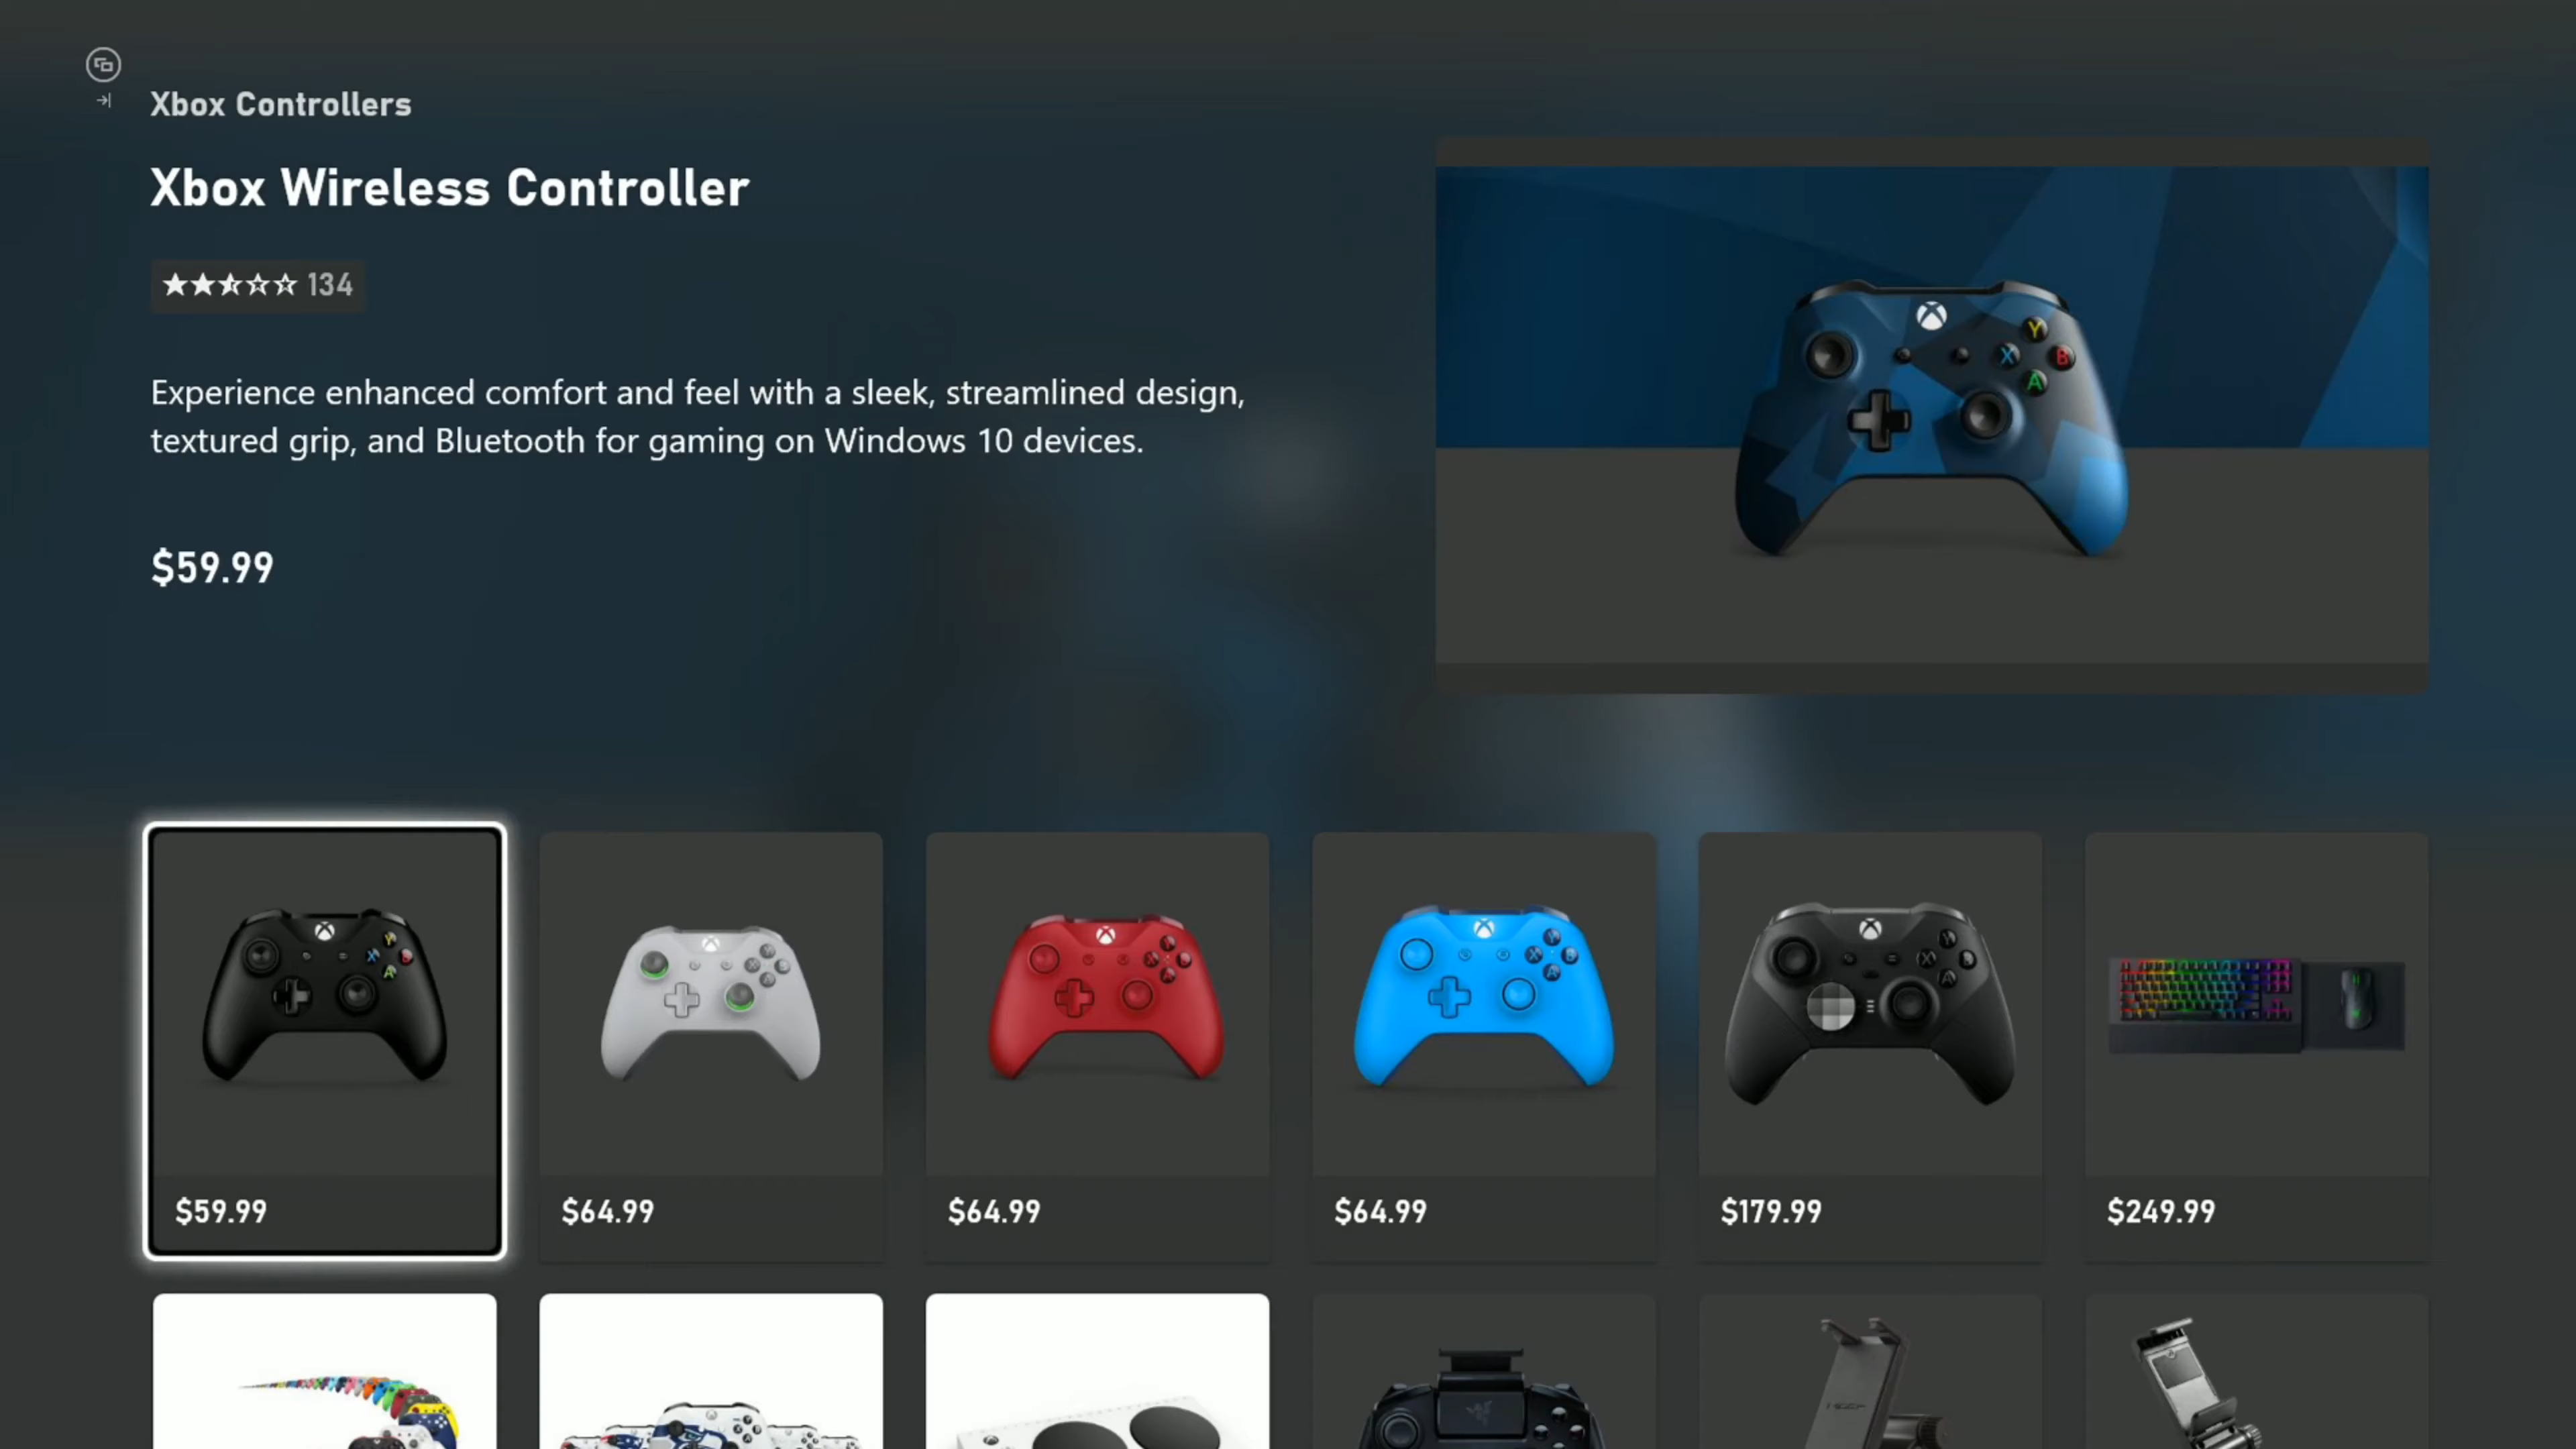 Xbox Controllers
Xbox Wireless Controller
134
Experience enhanced comfort and feel with a sleek, streamlined design,
textured grip, and Bluetooth for gaming on Windows 10 devices.
$59.99
Y
X B
A
$59.99
$64.99
$64.99
$64.99
$179.99
$249.99